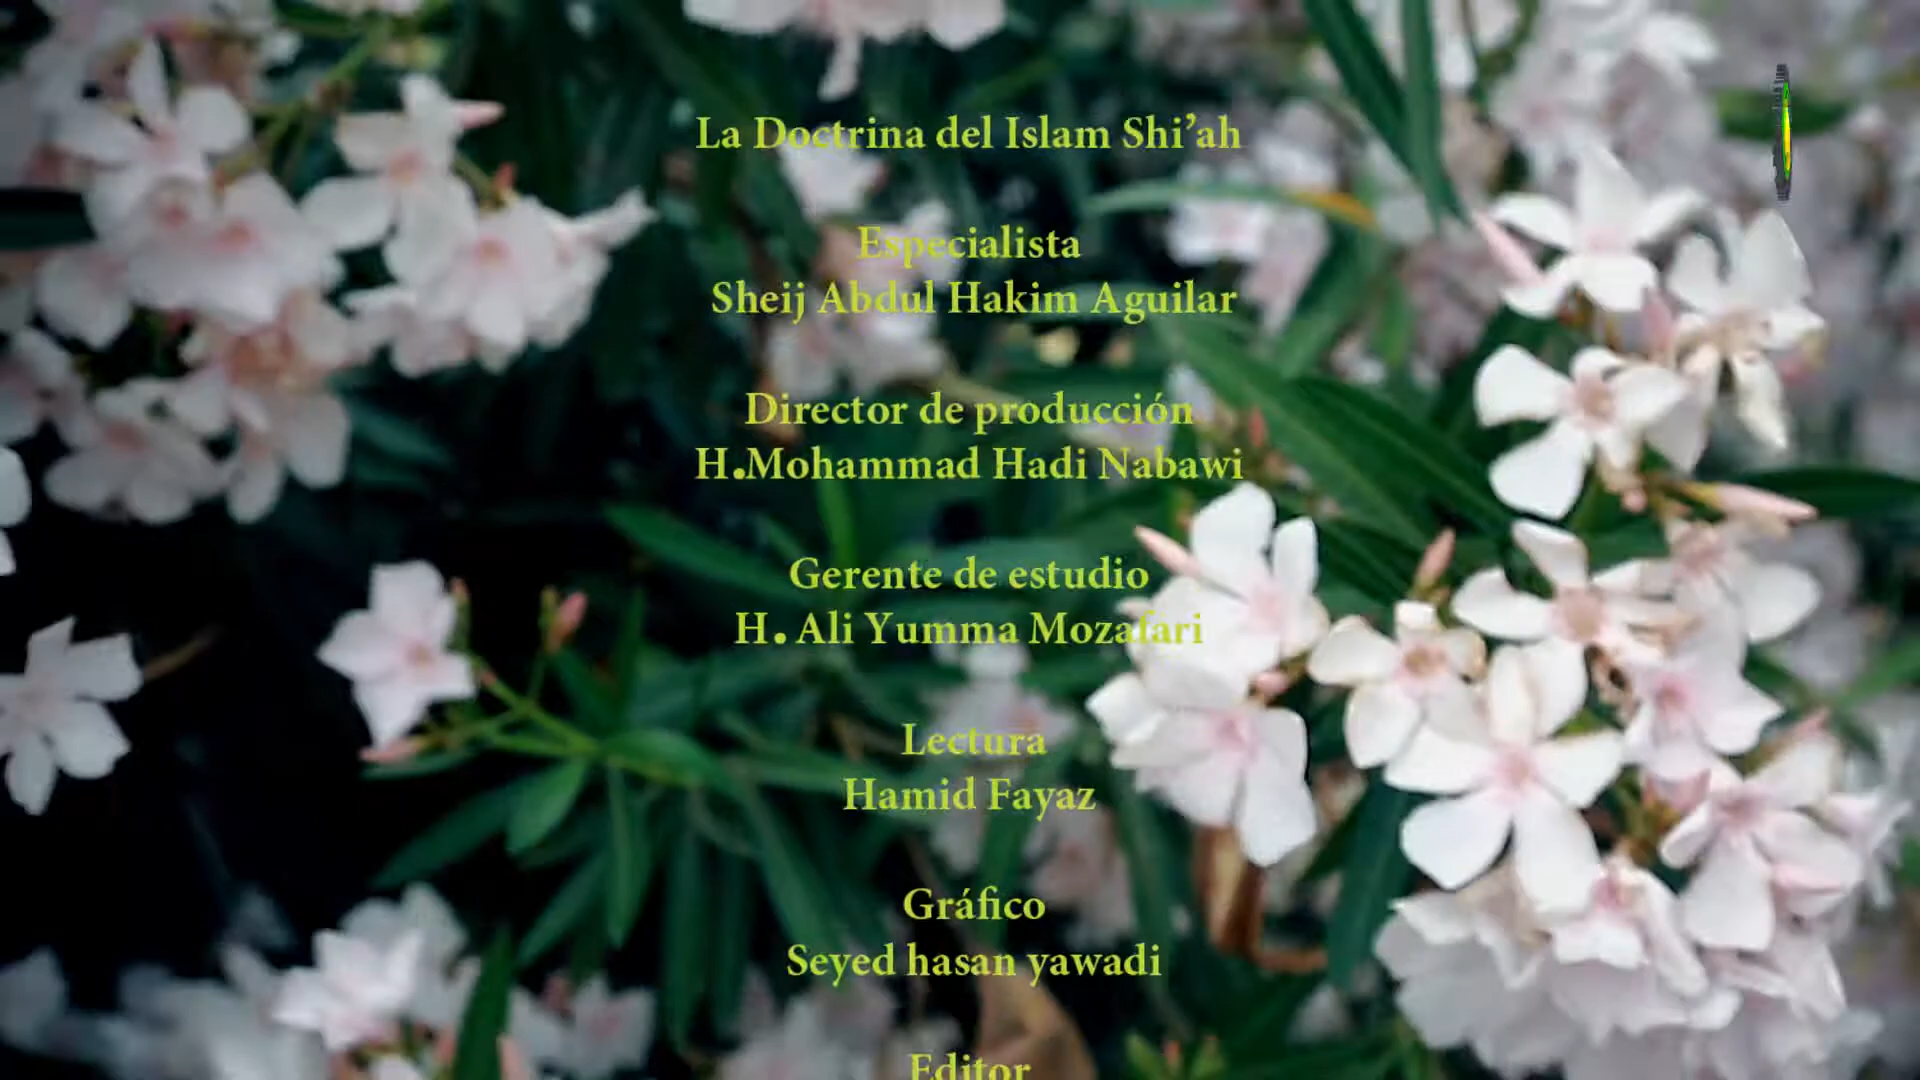 La Doctrina del Islam Shi’ah
Especialista
Sheij Abdul Hakim Aguilar
Director de producción
H.Mohammad Hadi Nabawi
Gerente de estudio
H. Ali Yumma Mozafari
Lectura
Hamid Fayaz
Gráfico
Seyed hasan yawadi
Editor